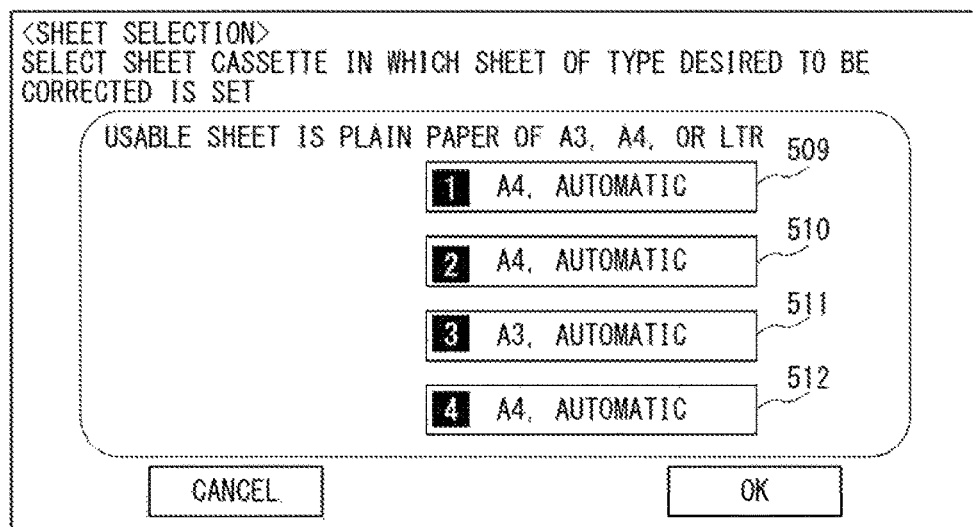 <SHEET SELECTION>
SELECT SHEET CASSETTE IN WHICH SHEET OF TYPE DESIRED TO BE
CORRECTED IS SET
USABLE SHEET IS PLAIN PAPER OF A3, A4, OR LTR
509
1 A4, AUTOMATIC
510
2 A4, AUTOMATIC
511
3 A3, AUTOMATIC
512
4 A4, AUTOMATIC
CANCEL OK